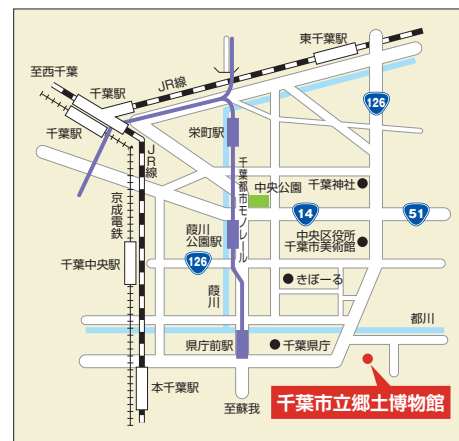 東千葉駅
至西千葉
千葉駅
JR線
126
千葉駅
栄町駅
JR線
京成電鉄
千葉都市モノレール
中央公園
千葉神社
14
51
葭川
公園駅
中央区役所
千葉市美術館
126
千葉中央駅
きぼーる
葭川
都川
県庁前駅
千葉県庁
本千葉駅
千葉市立郷土博物館
至蘇我